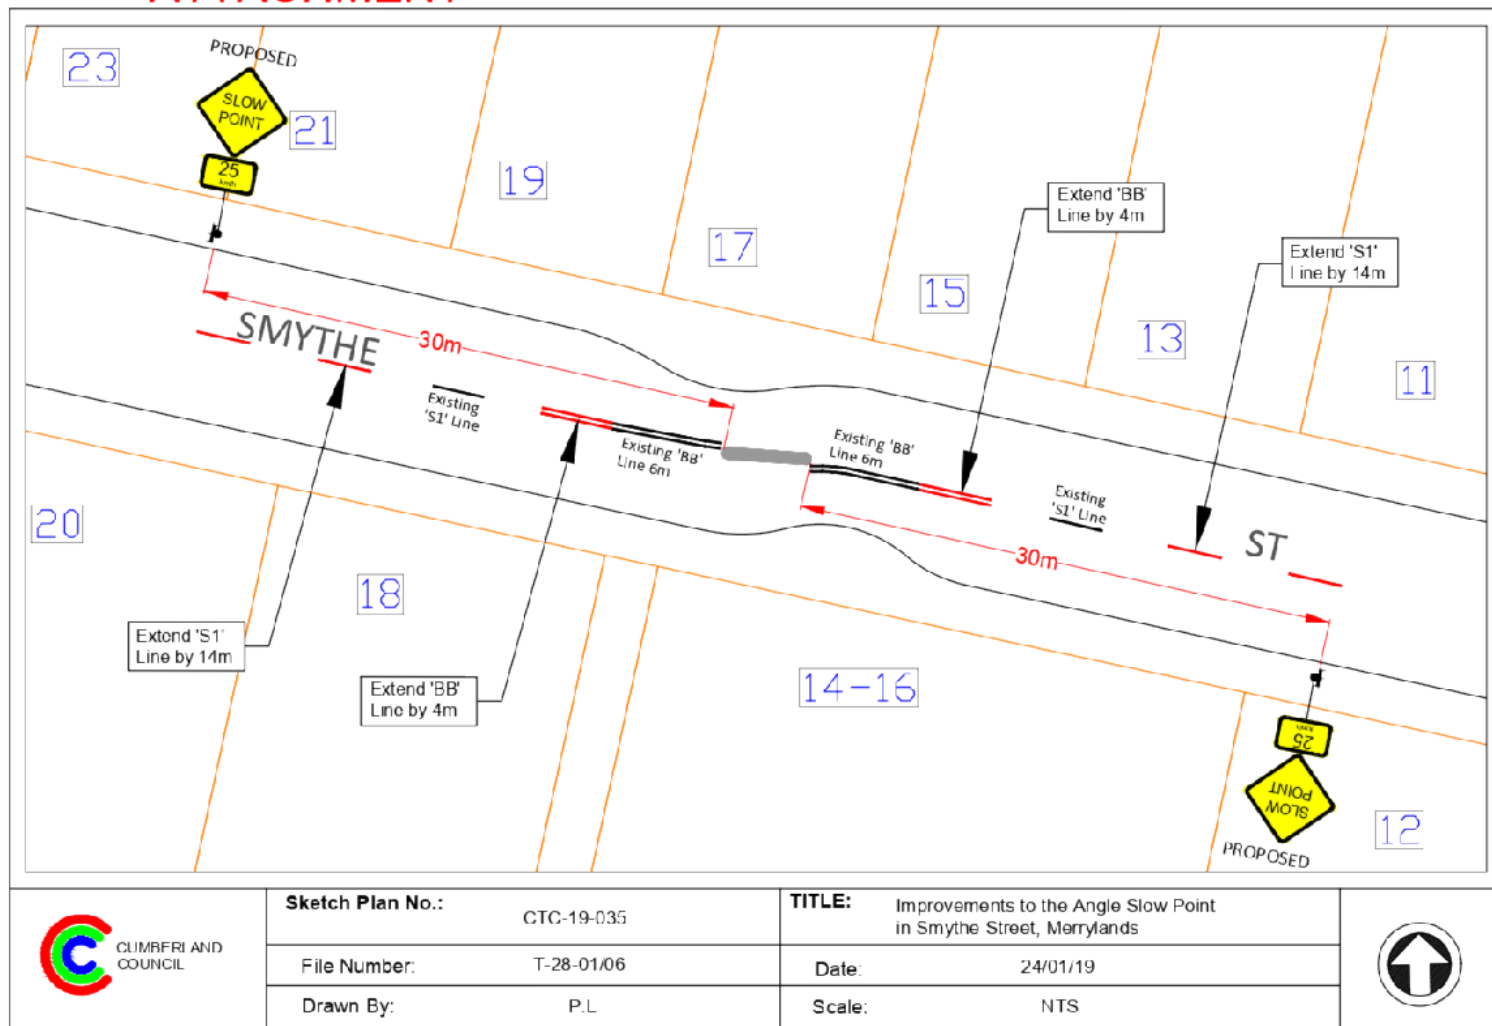 ATTACHMENT
PROPOSED
SLOW
POINT
25
km/h
23
21
19
17
15
13
11
Extend 'BB'
Line by 4m
Extend 'S1'
Line by 14m
SMYTHE
30m
Existing
'S1' Line
Existing 'BB'
Line 6m
Existing 'BB'
Line 6m
Existing
'S1' Line
ST
30m
20
18
14-16
12
Extend 'S1'
Line by 14m
Extend 'BB'
Line by 4m
25
km/h
SLOW
POINT
PROPOSED
CUMBERLAND
COUNCIL
Sketch Plan No.: CTC-19-035
File Number: T-28-01/06
Drawn By: P.L
TITLE: Improvements to the Angle Slow Point
in Smythe Street, Merrylands
Date: 24/01/19
Scale: NTS